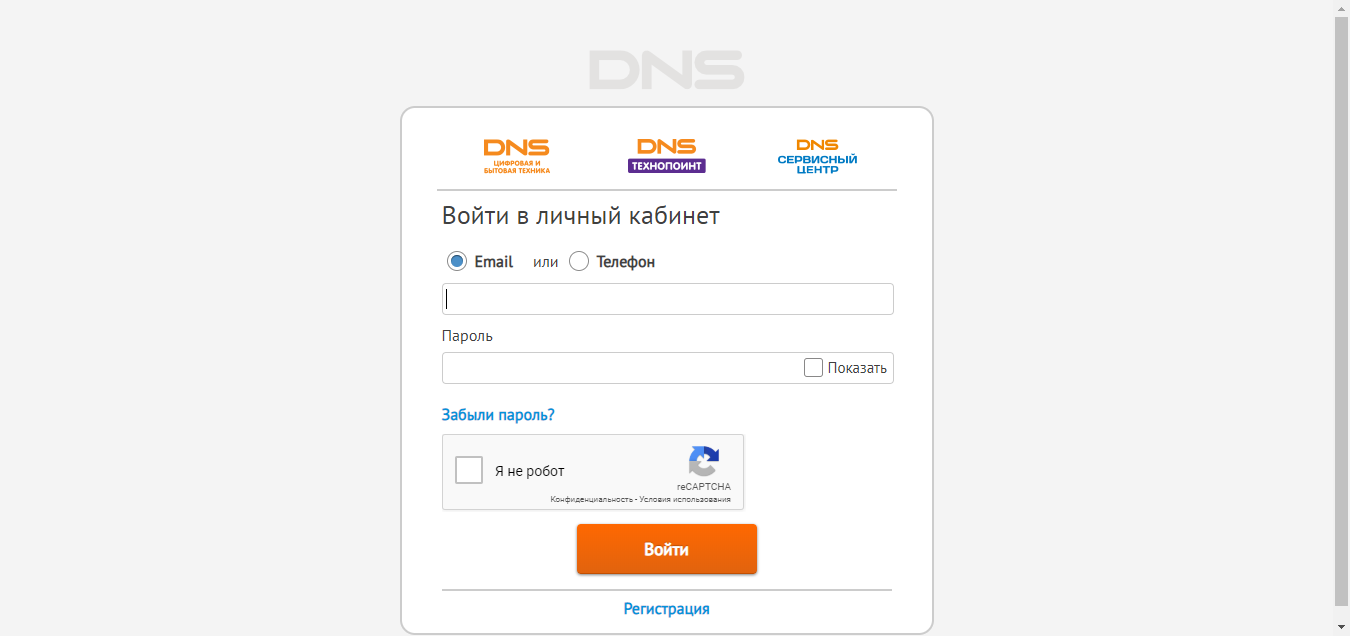 DNS
DNS
ЦИФРОВАЯ И
БЫТОВАЯ ТЕХНИКА
DNS
ТЕХНОПОИНТ
DNS
СЕРВИСНЫЙ
ЦЕНТР
Войти в личный кабинет
Email или Телефон
Пароль
Показать
Забыли пароль?
Я не робот
reCAPTCHA
Конфиденциальность - Условия использования
Войти
Регистрация